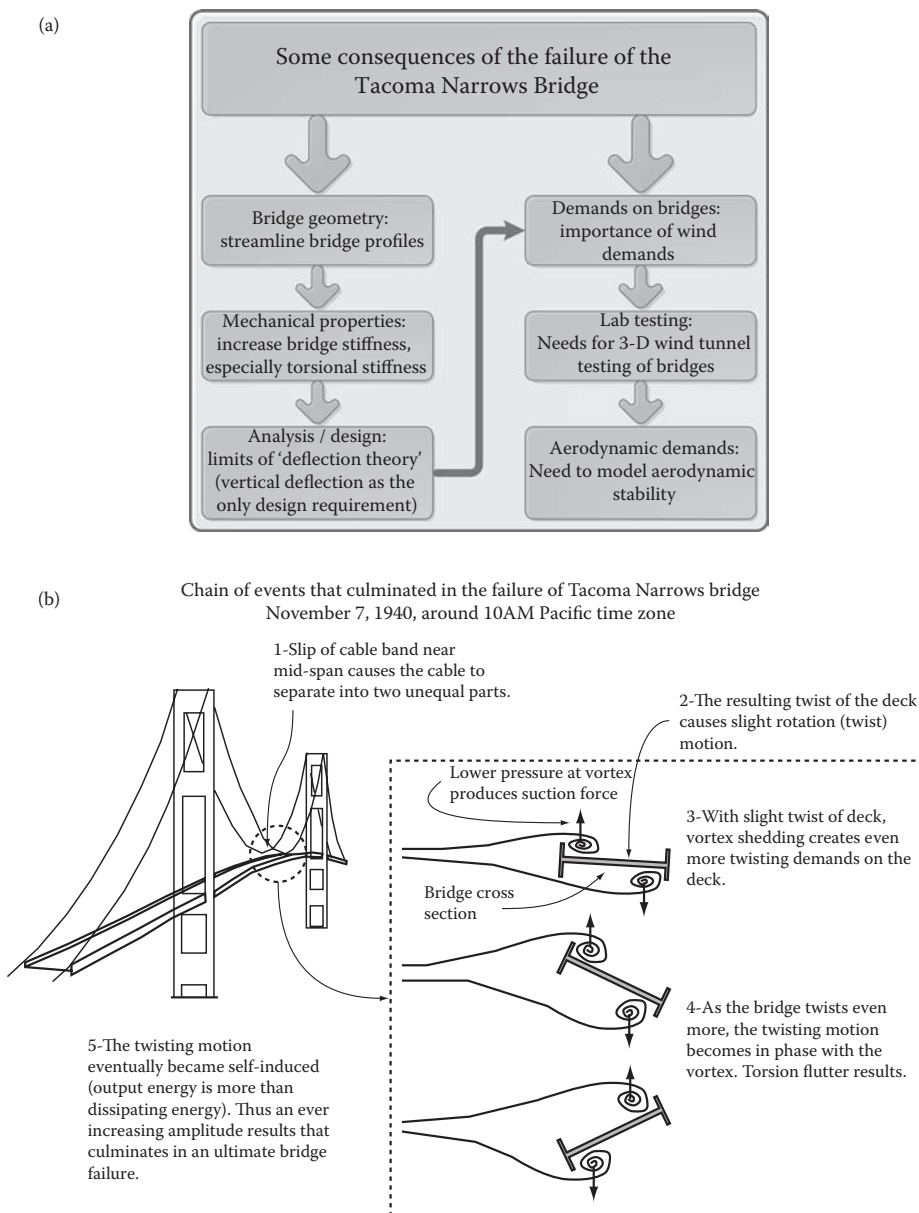 (a)
Some consequences of the failure of the
Tacoma Narrows Bridge
Bridge geometry:
streamline bridge profiles
Mechanical properties:
increase bridge stiffness,
especially torsional stiffness
Analysis / design:
limits of 'deflection theory'
(vertical deflection as the
only design requirement)
Demands on bridges:
importance of wind
demands
Lab testing:
Needs for 3-D wind tunnel
testing of bridges
Aerodynamic demands:
Need to model aerodynamic
stability
(b)
Chain of events that culminated in the failure of Tacoma Narrows bridge
November 7, 1940, around 10AM Pacific time zone
1-Slip of cable band near
mid-span causes the cable to
separate into two unequal parts.
2-The resulting twist of the deck
causes slight rotation (twist)
motion.
Lower pressure at vortex
produces suction force
3-With slight twist of deck,
vortex shedding creates even
more twisting demands on the
deck.
Bridge cross
section
4-As the bridge twists even
more, the twisting motion
becomes in phase with the
vortex. Torsion flutter results.
5-The twisting motion
eventually became self-induced
(output energy is more than
dissipating energy). Thus an ever
increasing amplitude results that
culminates in an ultimate bridge
failure.